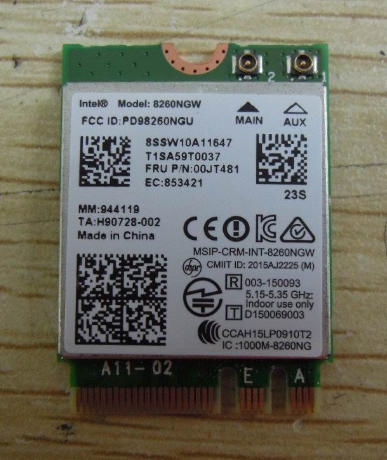 2 1
Intel® Model: 8260NGW
FCC ID:PD98260NGU
MAIN AUX
8SSW10A11647
T1SA59T0037
FRU P/N:00JT481
EC:853421
23S
MM:944119
TA:H90728-002
Made in China
CE
MSIP-CRM-INT-8260NGW
CMIIT ID: 2015AJ2225 (M)
R 003-150093
5.15-5.35 GHz:
indoor use only
T D150069003
CCAH15LP0910T2
IC :1000M-8260NG
A11-02 E A